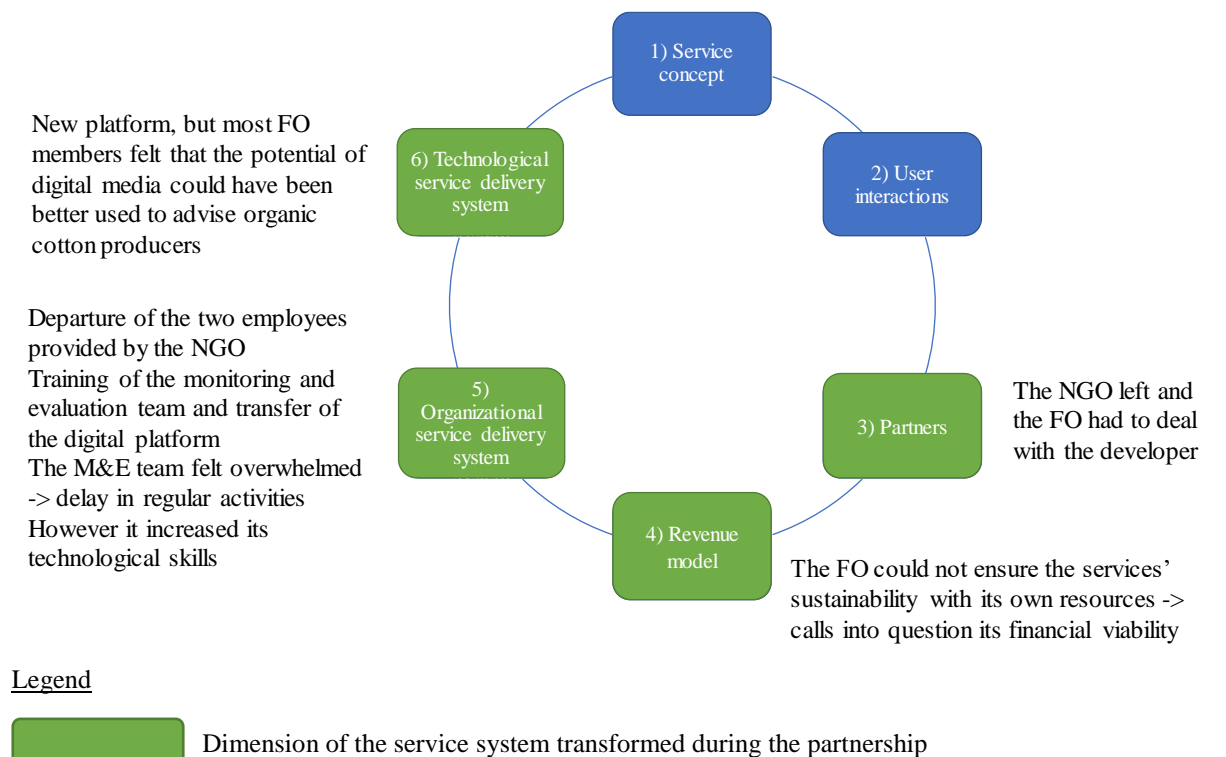 1) Service
concept
New platform, but most FO
members felt that the potential of
digital media could have been
better used to advise organic
cotton producers
6) Technological
service delivery
system
2) User
interactions
Departure of the two employees
provided by the NGO
Training of the monitoring and
evaluation team and transfer of
the digital platform
The M&E team felt overwhelmed
-> delay in regular activities
However it increased its
technological skills
5)
Organizational
service delivery
system
3) Partners
The NGO left and
the FO had to deal
with the developer
4) Revenue
model
The FO could not ensure the services’
sustainability with its own resources ->
calls into question its financial viability
Legend
Dimension of the service system transformed during the partnership